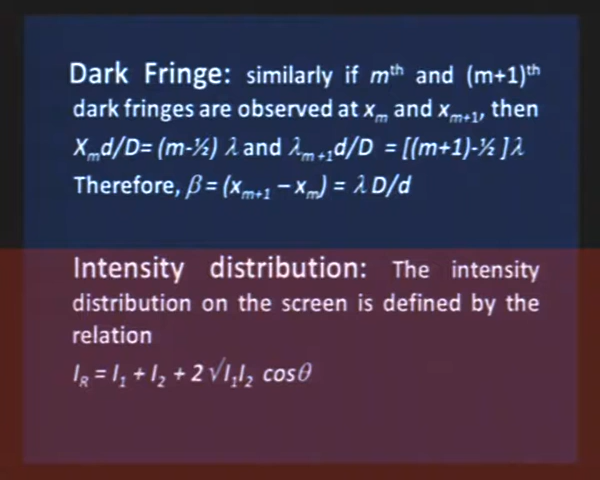 Dark Fringe: similarly if mᵗʰ and (m+1)ᵗʰ
dark fringes are observed at xₘ and xₘ₊₁, then
Xₘd/D= (m-½) λ and λₘ₊₁d/D = [(m+1)-½ ]λ
Therefore, β = (xₘ₊₁ – xₘ) = λ D/d
Intensity distribution: The intensity
distribution on the screen is defined by the
relation
I_R = I₁ + I₂ + 2 √I₁I₂ cosθ